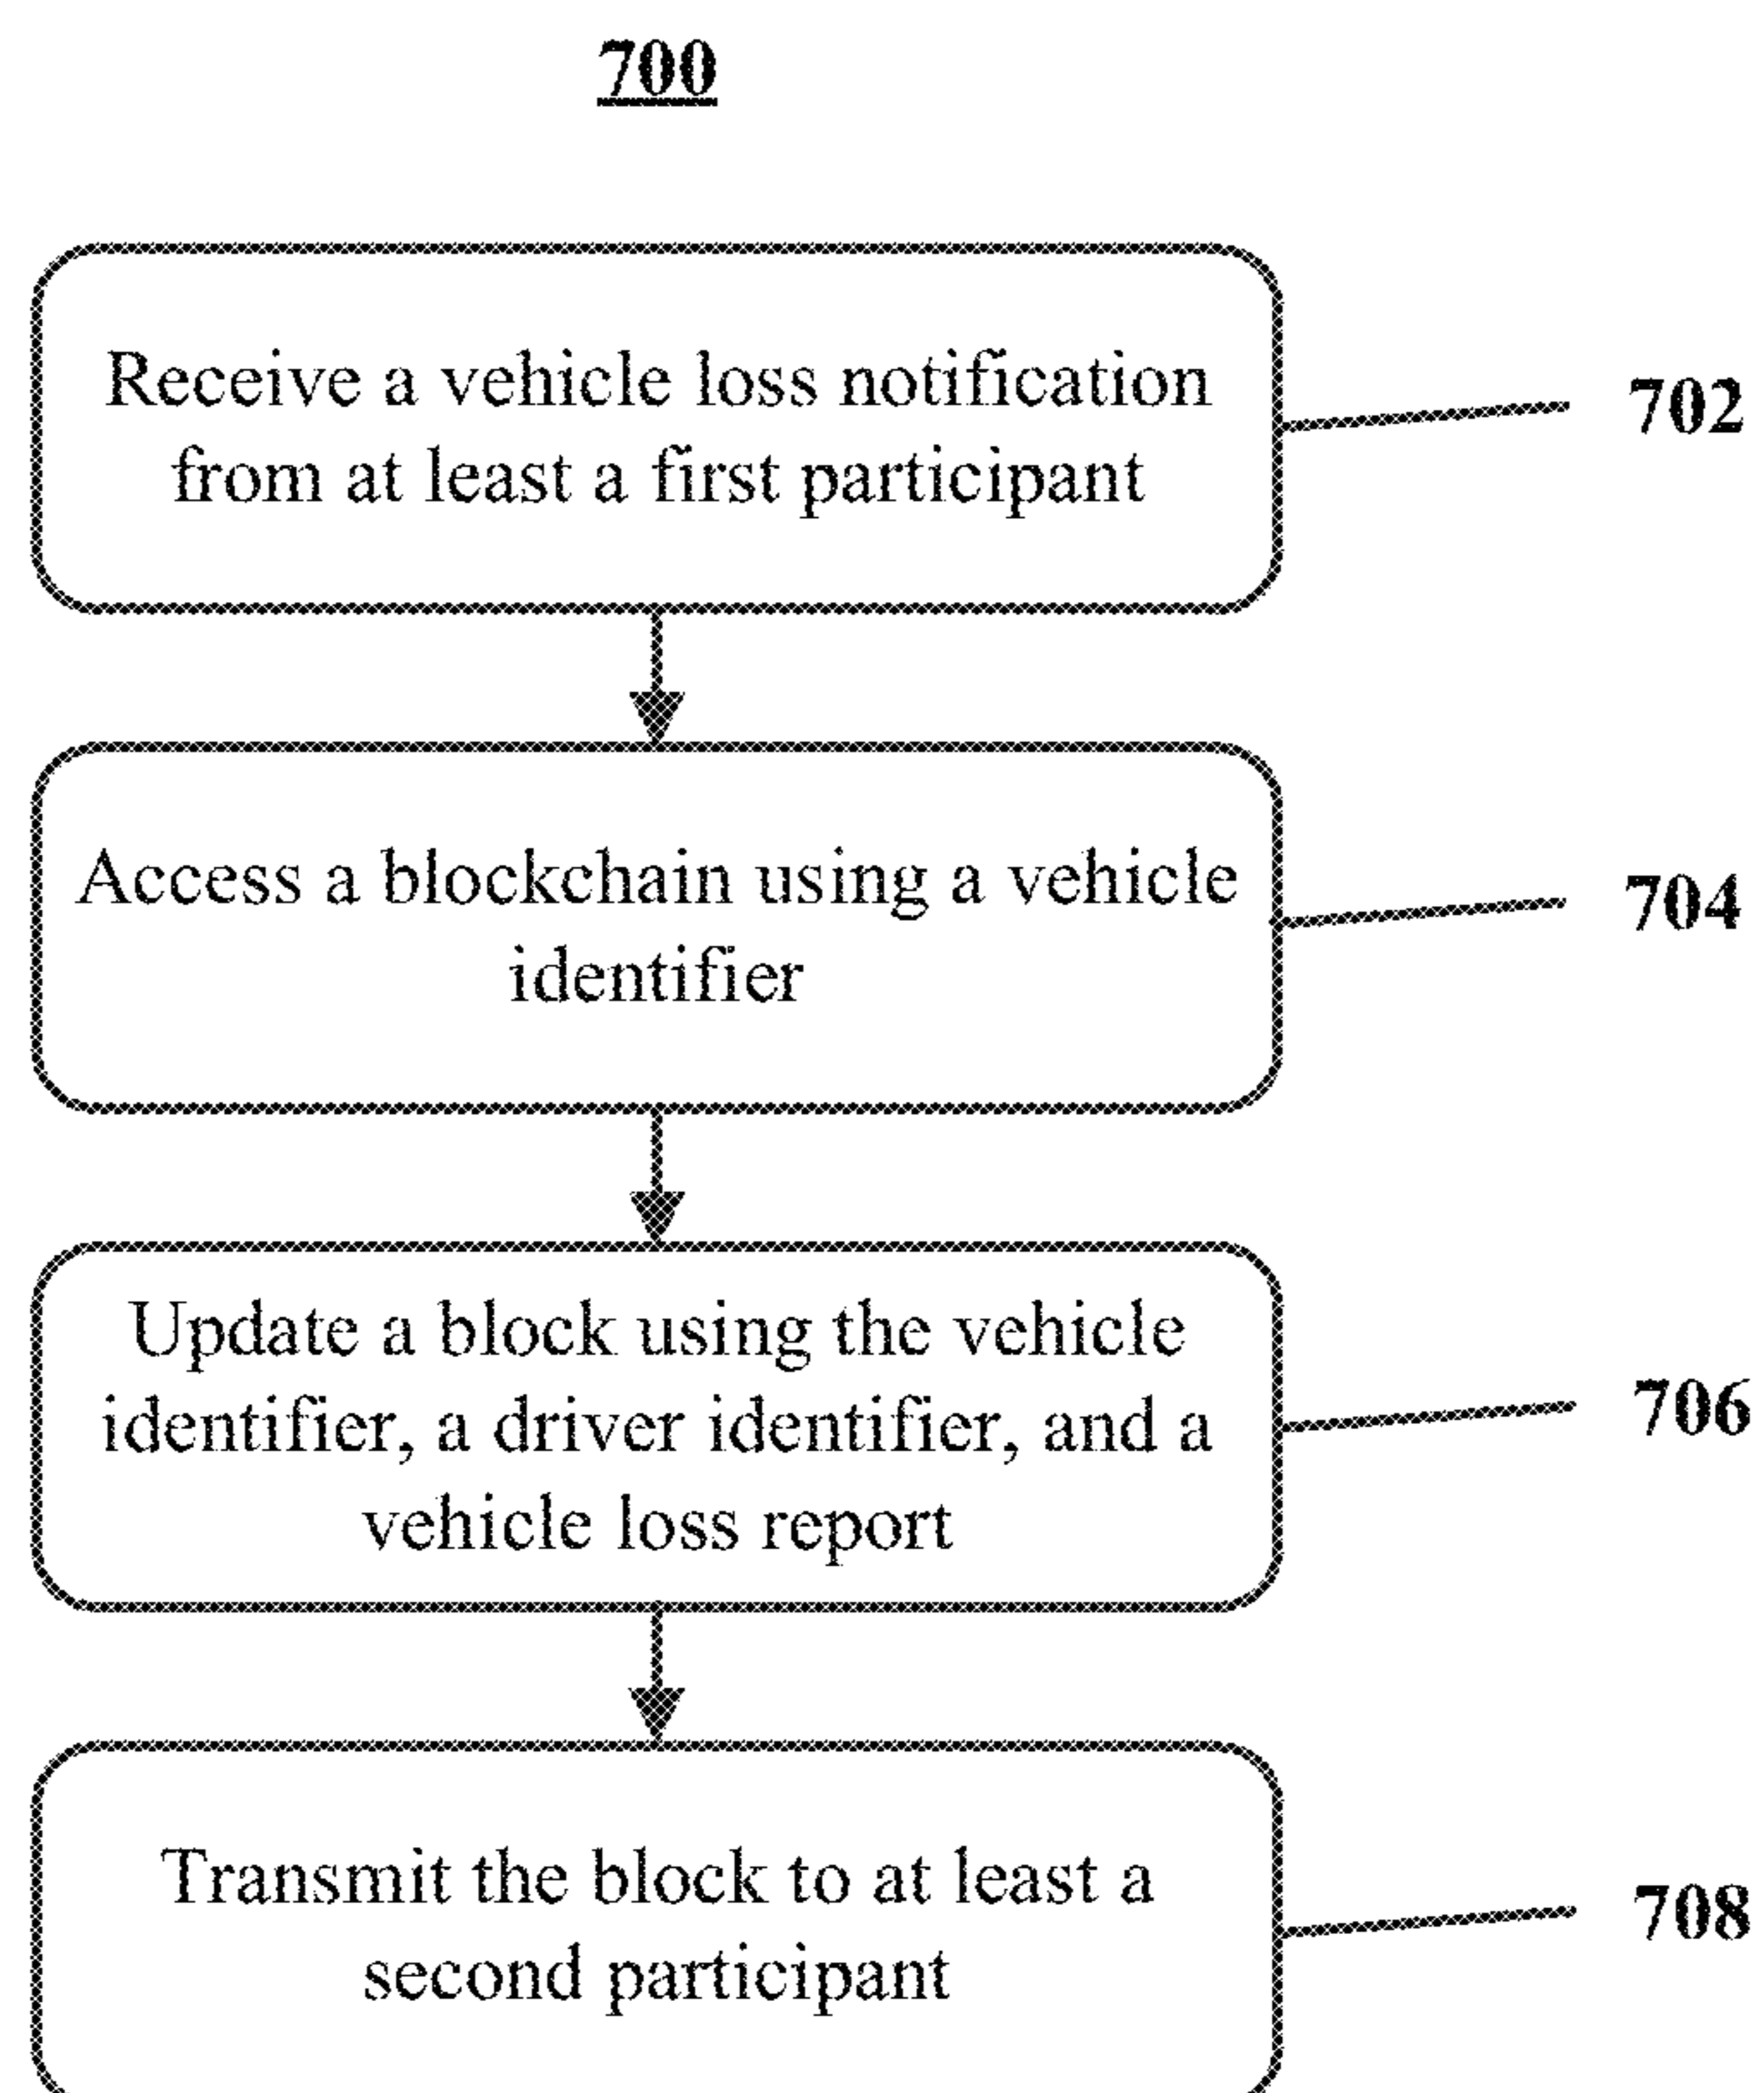 700
Receive a vehicle loss notification
from at least a first participant
702
Access a blockchain using a vehicle
identifier
704
Update a block using the vehicle
identifier, a driver identifier, and a
vehicle loss report
706
Transmit the block to at least a
second participant
708